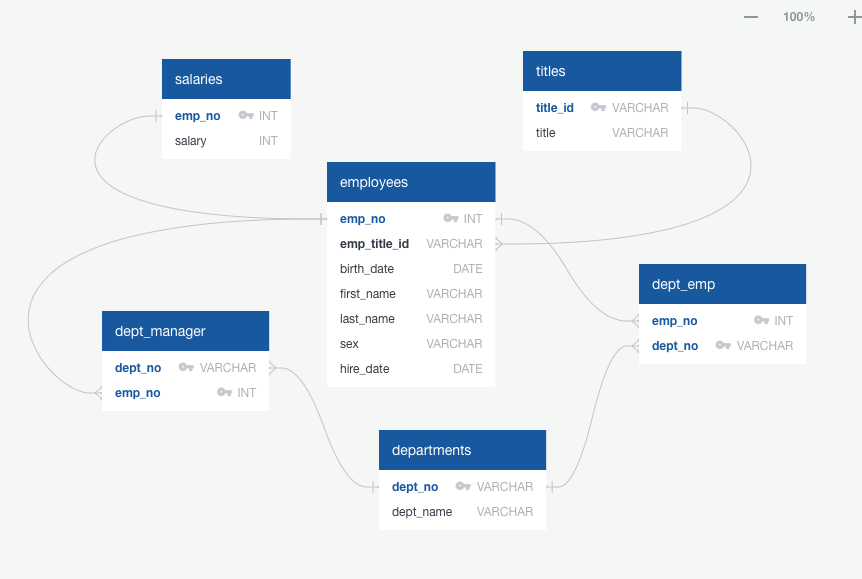 100%
salaries
emp_no INT
salary INT
titles
title_id VARCHAR
title VARCHAR
employees
emp_no INT
emp_title_id VARCHAR
birth_date DATE
first_name VARCHAR
last_name VARCHAR
sex VARCHAR
hire_date DATE
dept_emp
emp_no INT
dept_no VARCHAR
dept_manager
dept_no VARCHAR
emp_no INT
departments
dept_no VARCHAR
dept_name VARCHAR